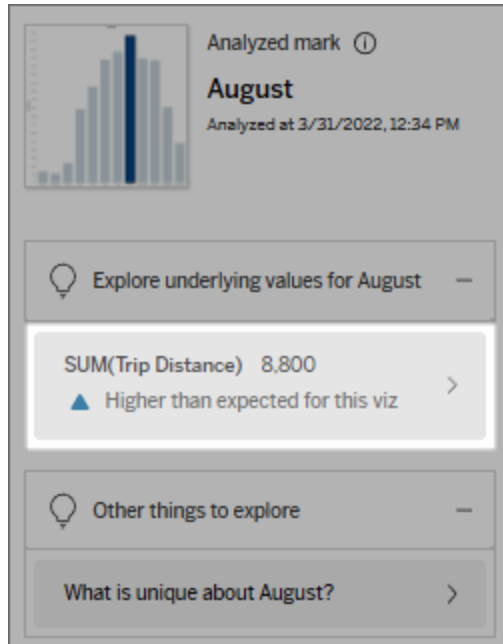 Analyzed mark
August
Analyzed at 3/31/2022, 12:34 PM
Explore underlying values for August
SUM(Trip Distance) 8,800
Higher than expected for this viz
Other things to explore
What is unique about August?